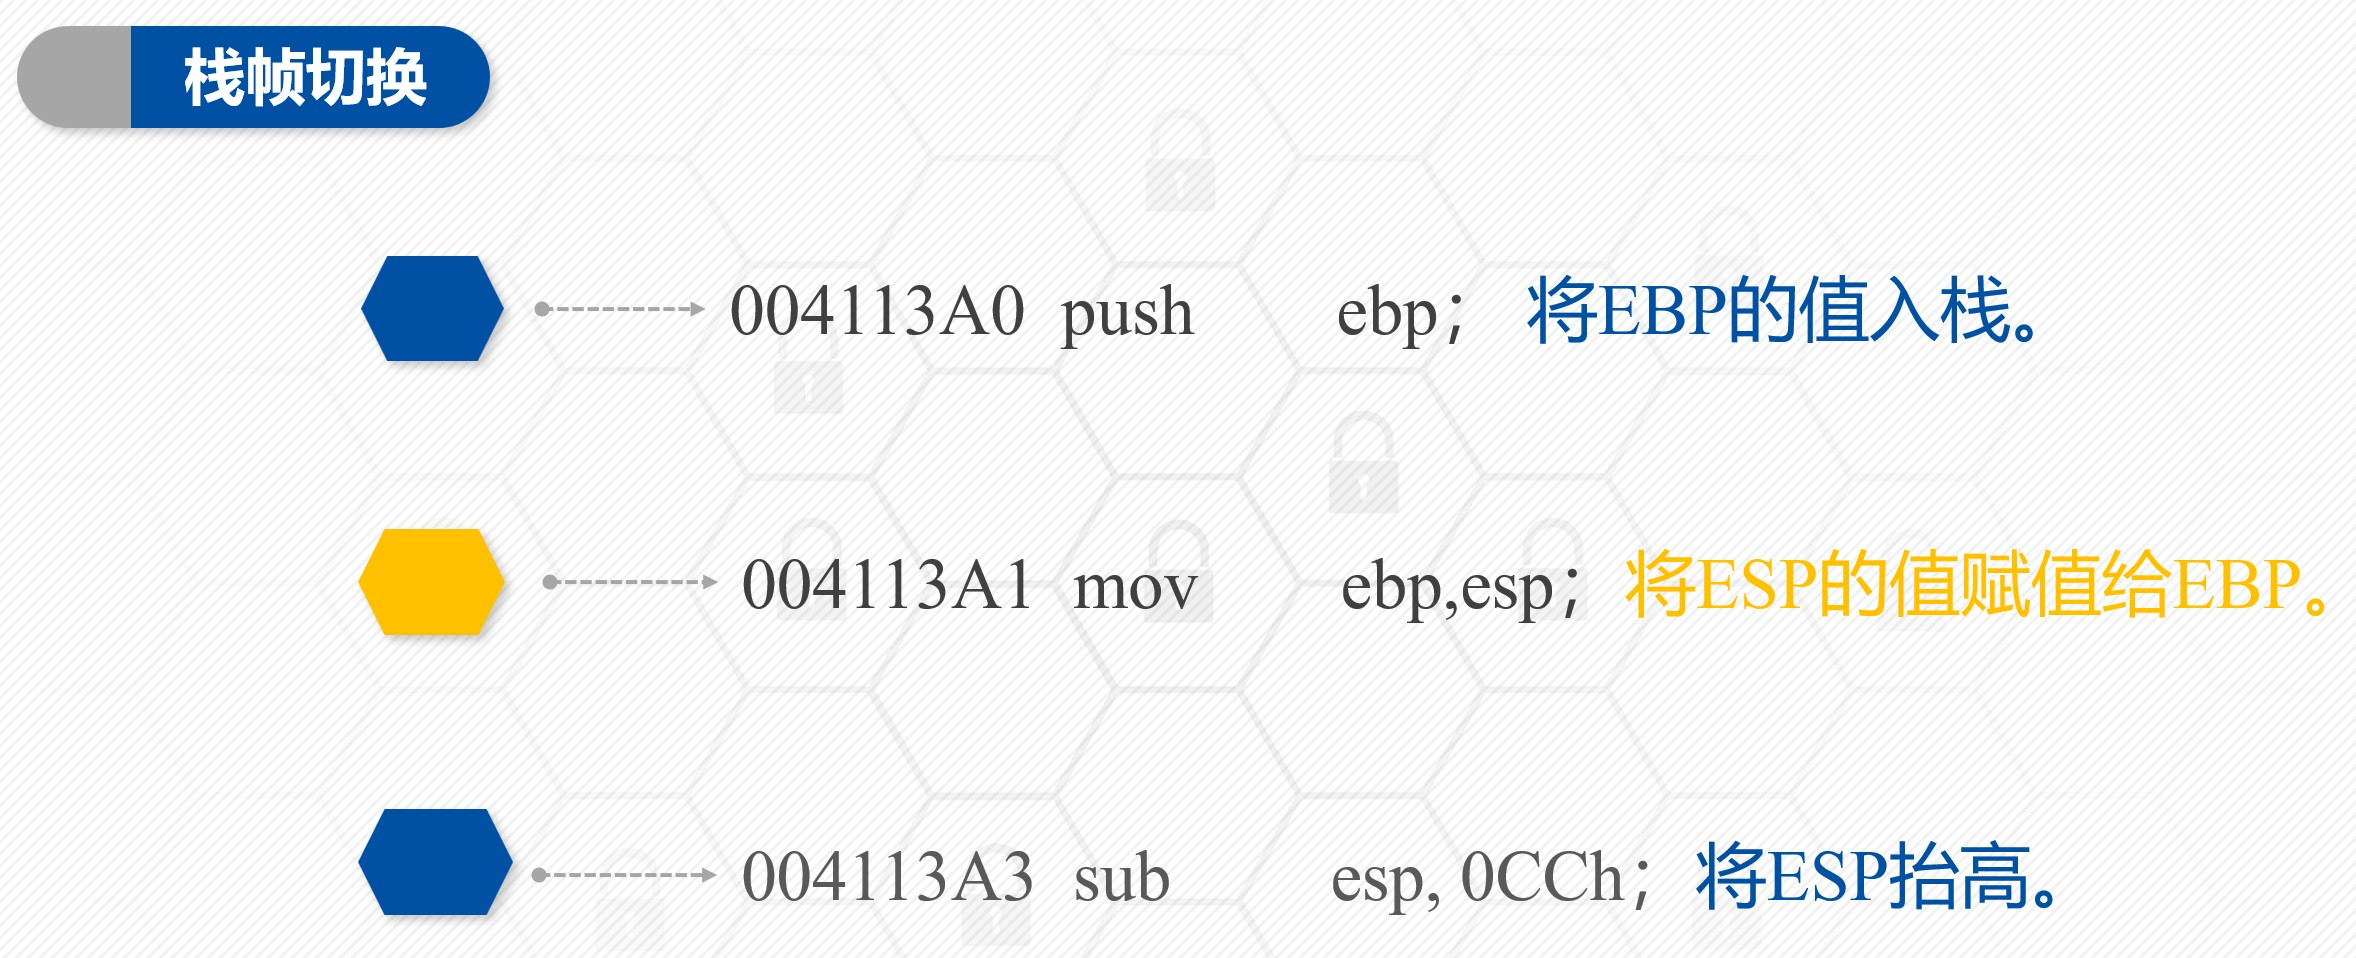 栈帧切换
004113A0 push ebp； 将EBP的值入栈。
004113A1 mov ebp,esp；将ESP的值赋值给EBP。
004113A3 sub esp, 0CCh；将ESP抬高。